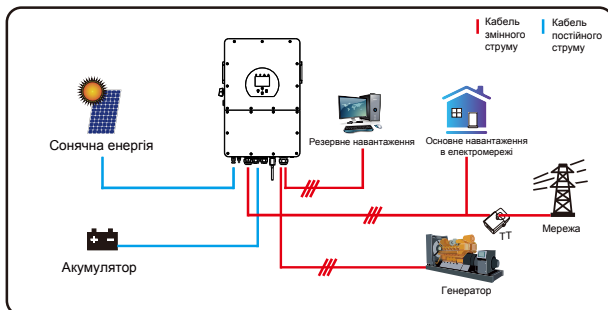 Кабель
змінного
струму
Кабель
постійного
струму
Сонячна енергія
Резервне навантаження
Основне навантаження
в електромережі
ТТ
Мережа
Акумулятор
Генератор